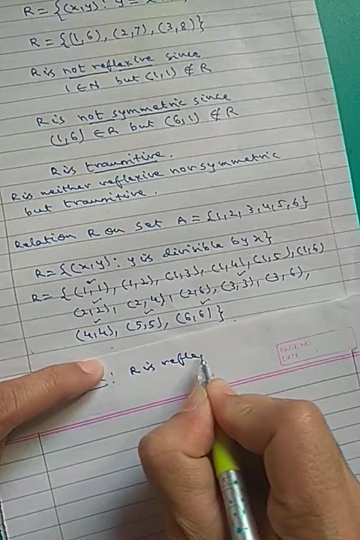 R = {(x,y): y =
R = {(1,6), (2,7), (3,8)}
R is not reflexive since
1 ∈ N but (1,1) ∉ R
R is not symmetric since
(1,6) ∈ R but (6,1) ∉ R
R is transitive.
R is neither reflexive nor symmetric
but transitive.
Relation R on set A = {1,2,3,4,5,6}
R = {(x,y): y is divisible by x}
R = {(1,1), (1,2), (1,3), (1,4), (1,5), (1,6)
(2,2), (2,4), (2,6), (3,3), (3,6),
(4,4), (5,5), (6,6)}
: R is refle
PAGE NO.
DATE